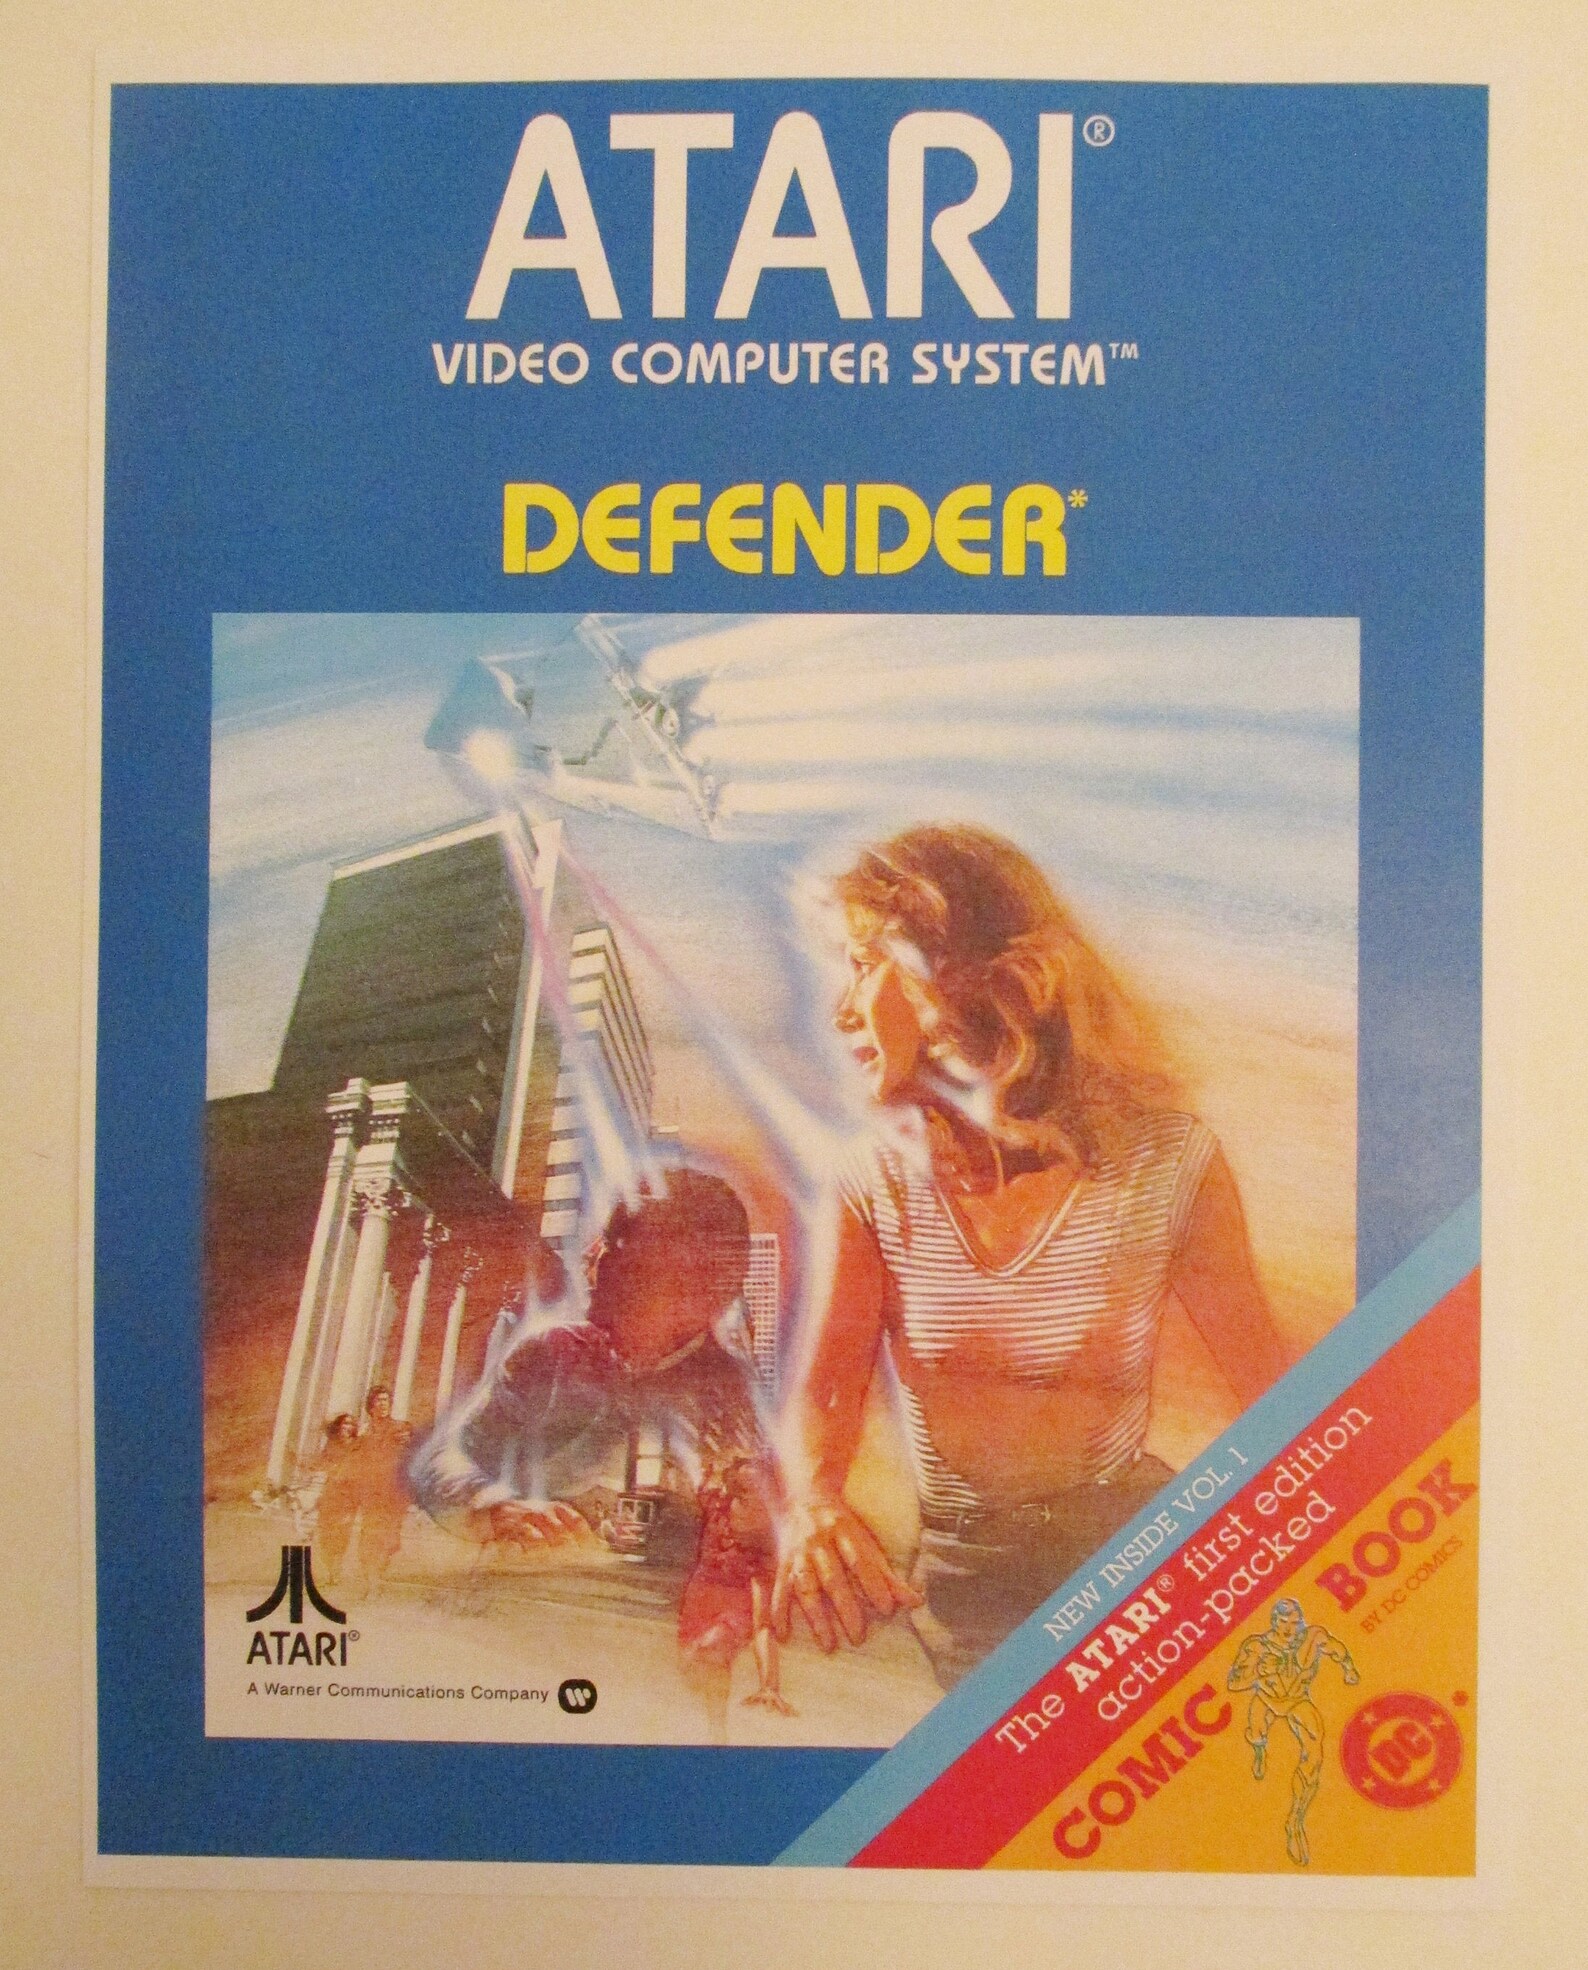 ATARI®
VIDEO COMPUTER SYSTEM™
DEFENDER*
NEW INSIDE VOL. 1
The ATARI® first edition
action-packed
COMIC BOOK
BY DC COMICS
DC*
ATARI®
A Warner Communications Company W